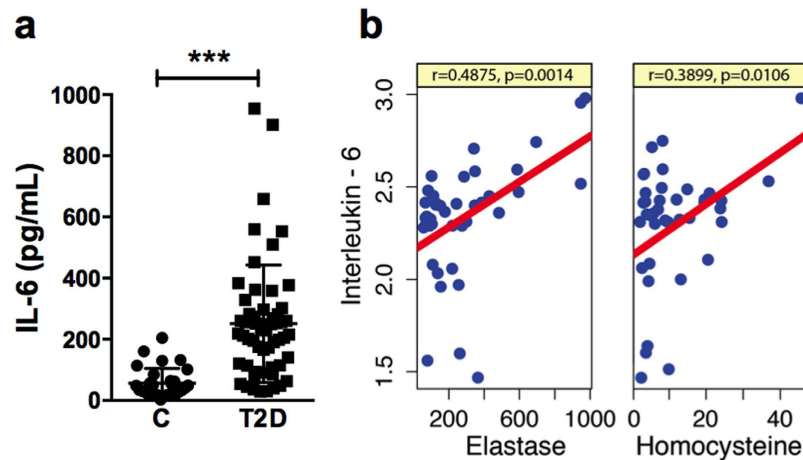 a
***
IL-6 (pg/mL)
1000
800
600
400
200
0
C T2D
b
r=0.4875, p=0.0014
r=0.3899, p=0.0106
Interleukin - 6
3.0
2.5
2.0
1.5
200 600 1000
Elastase
0 20 40
Homocysteine